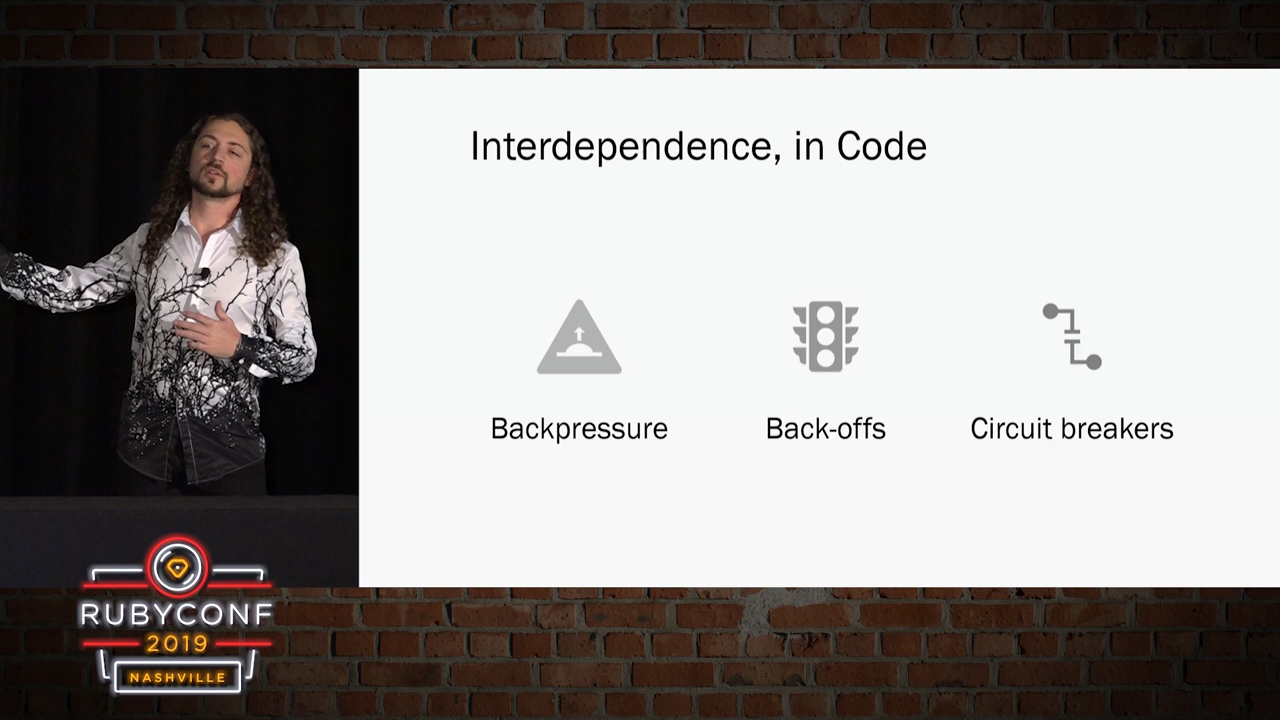 Interdependence, in Code
Backpressure
Back-offs
Circuit breakers
RUBYCONF
2019
NASHVILLE